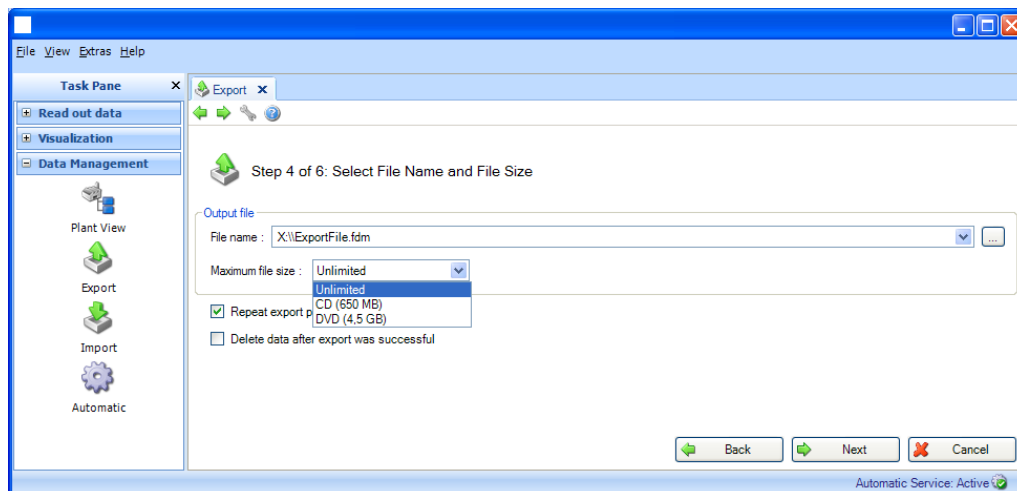 File View Extras Help
Task Pane
Export
Read out data
Visualization
Data Management
Plant View
Export
Import
Automatic
Step 4 of 6: Select File Name and File Size
Output file
File name : X:\\ExportFile.fdm
...
Maximum file size : Unlimited
Unlimited
CD (650 MB)
DVD (4,5 GB)
Repeat export
Delete data after export was successful
Back Next Cancel
Automatic Service: Active